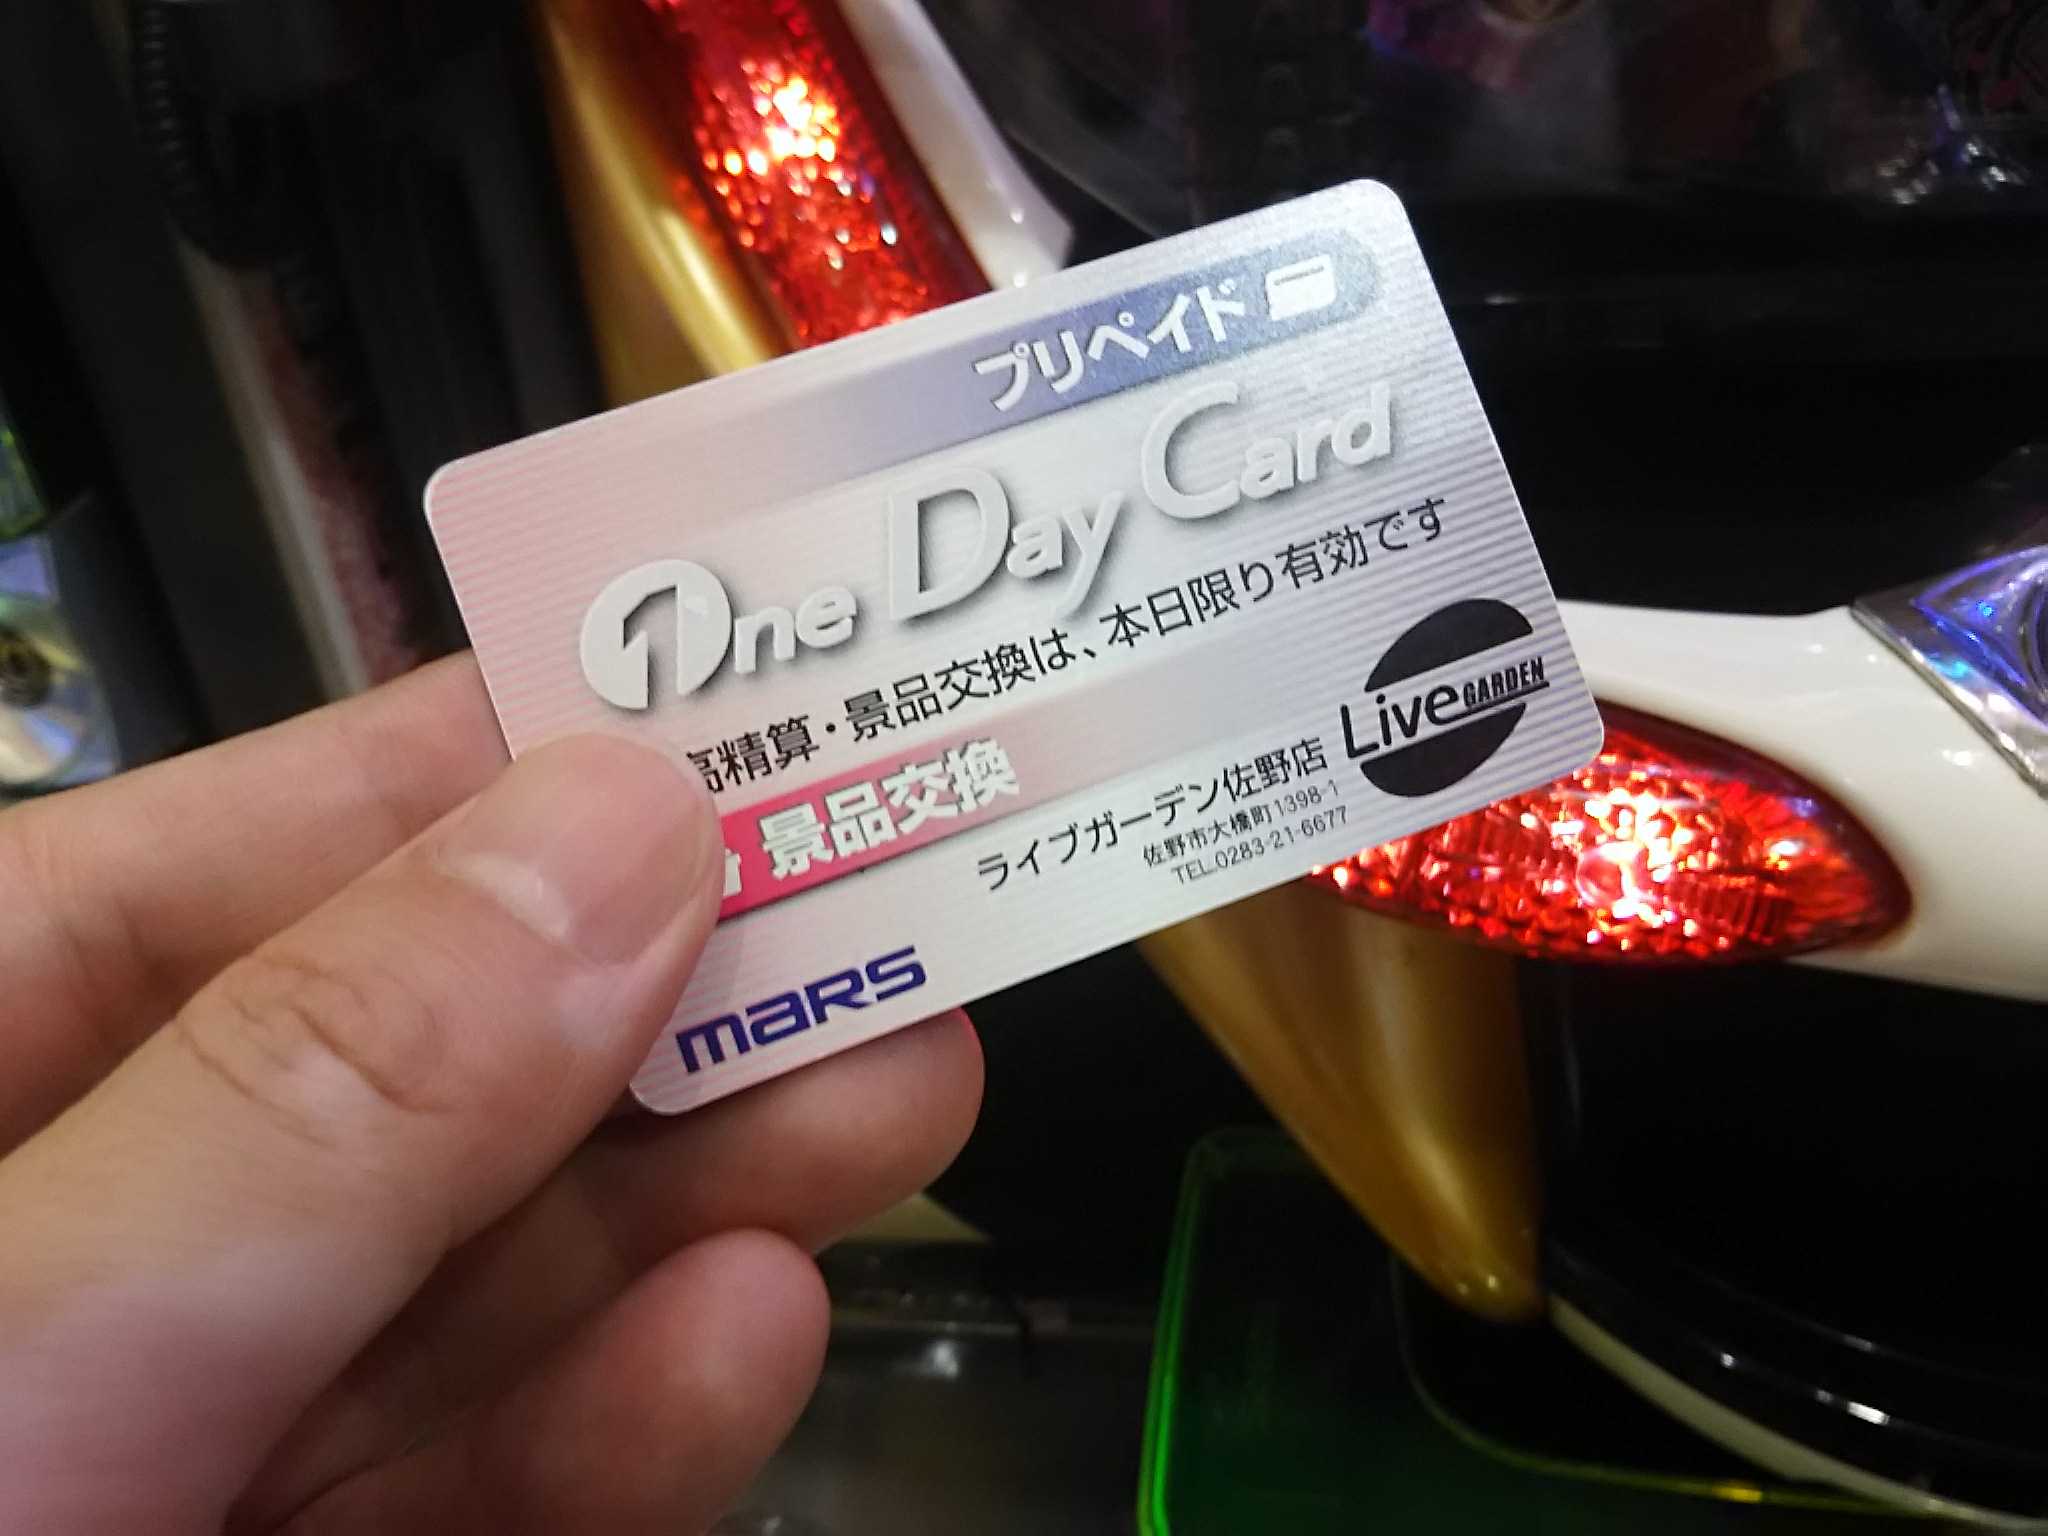 プリペイド
One Day Card
高精算・景品交換は、本日限り有効です
景品交換
Live GARDEN
ライブガーデン佐野店
佐野市大橋町1398-1
TEL.0283-21-6677
mars